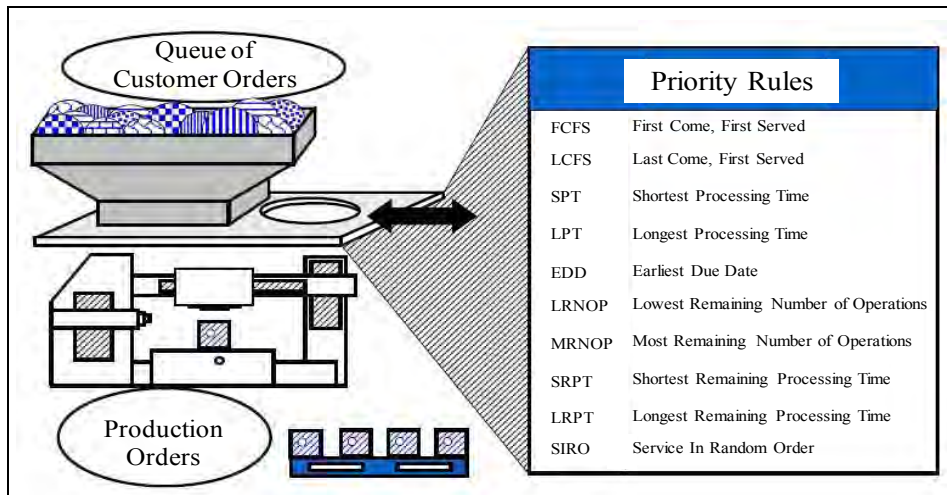 Queue of
Customer Orders
Priority Rules
FCFS First Come, First Served
LCFS Last Come, First Served
SPT Shortest Processing Time
LPT Longest Processing Time
EDD Earliest Due Date
LRNOP Lowest Remaining Number of Operations
MRNOP Most Remaining Number of Operations
SRPT Shortest Remaining Processing Time
LRPT Longest Remaining Processing Time
SIRO Service In Random Order
Production
Orders